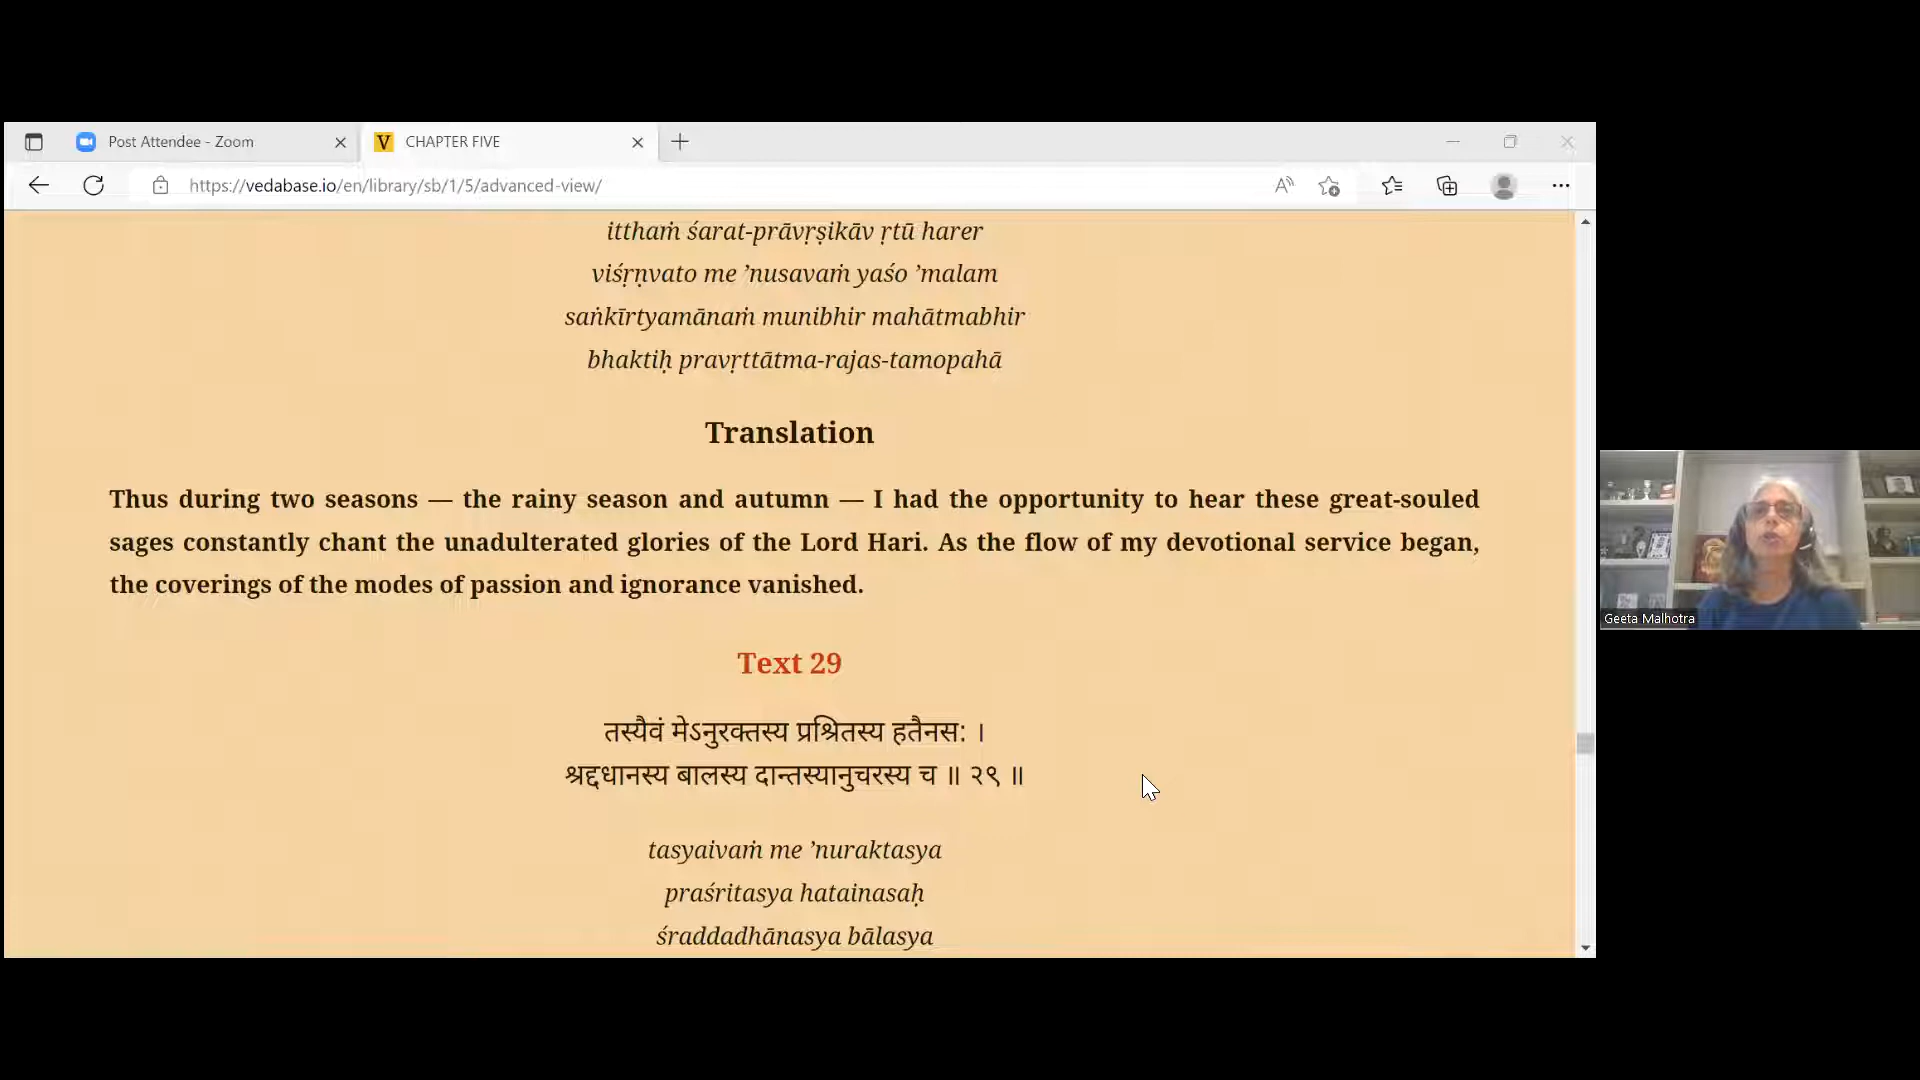 Post Attendee - Zoom
CHAPTER FIVE
https://vedabase.io/en/library/sb/1/5/advanced-view/
itthaṁ śarat-prāvṛṣikāv ṛtū harer
viśṛṇvato me ’nusavaṁ yaśo ’malam
saṅkīrtyamānaṁ munibhir mahātmabhir
bhaktiḥ pravṛttātma-rajas-tamopahā
Translation
Thus during two seasons — the rainy season and autumn — I had the opportunity to hear these great-souled
sages constantly chant the unadulterated glories of the Lord Hari. As the flow of my devotional service began,
the coverings of the modes of passion and ignorance vanished.
Text 29
तस्यैवं मेऽनुरक्तस्य प्रश्रितस्य हतैनस: ।
श्रद्दधानस्य बालस्य दान्तस्यानुचरस्य च ॥ २९ ॥
tasyaivaṁ me ’nuraktasya
praśritasya hatainasaḥ
śraddadhānasya bālasya
Geeta Malhotra